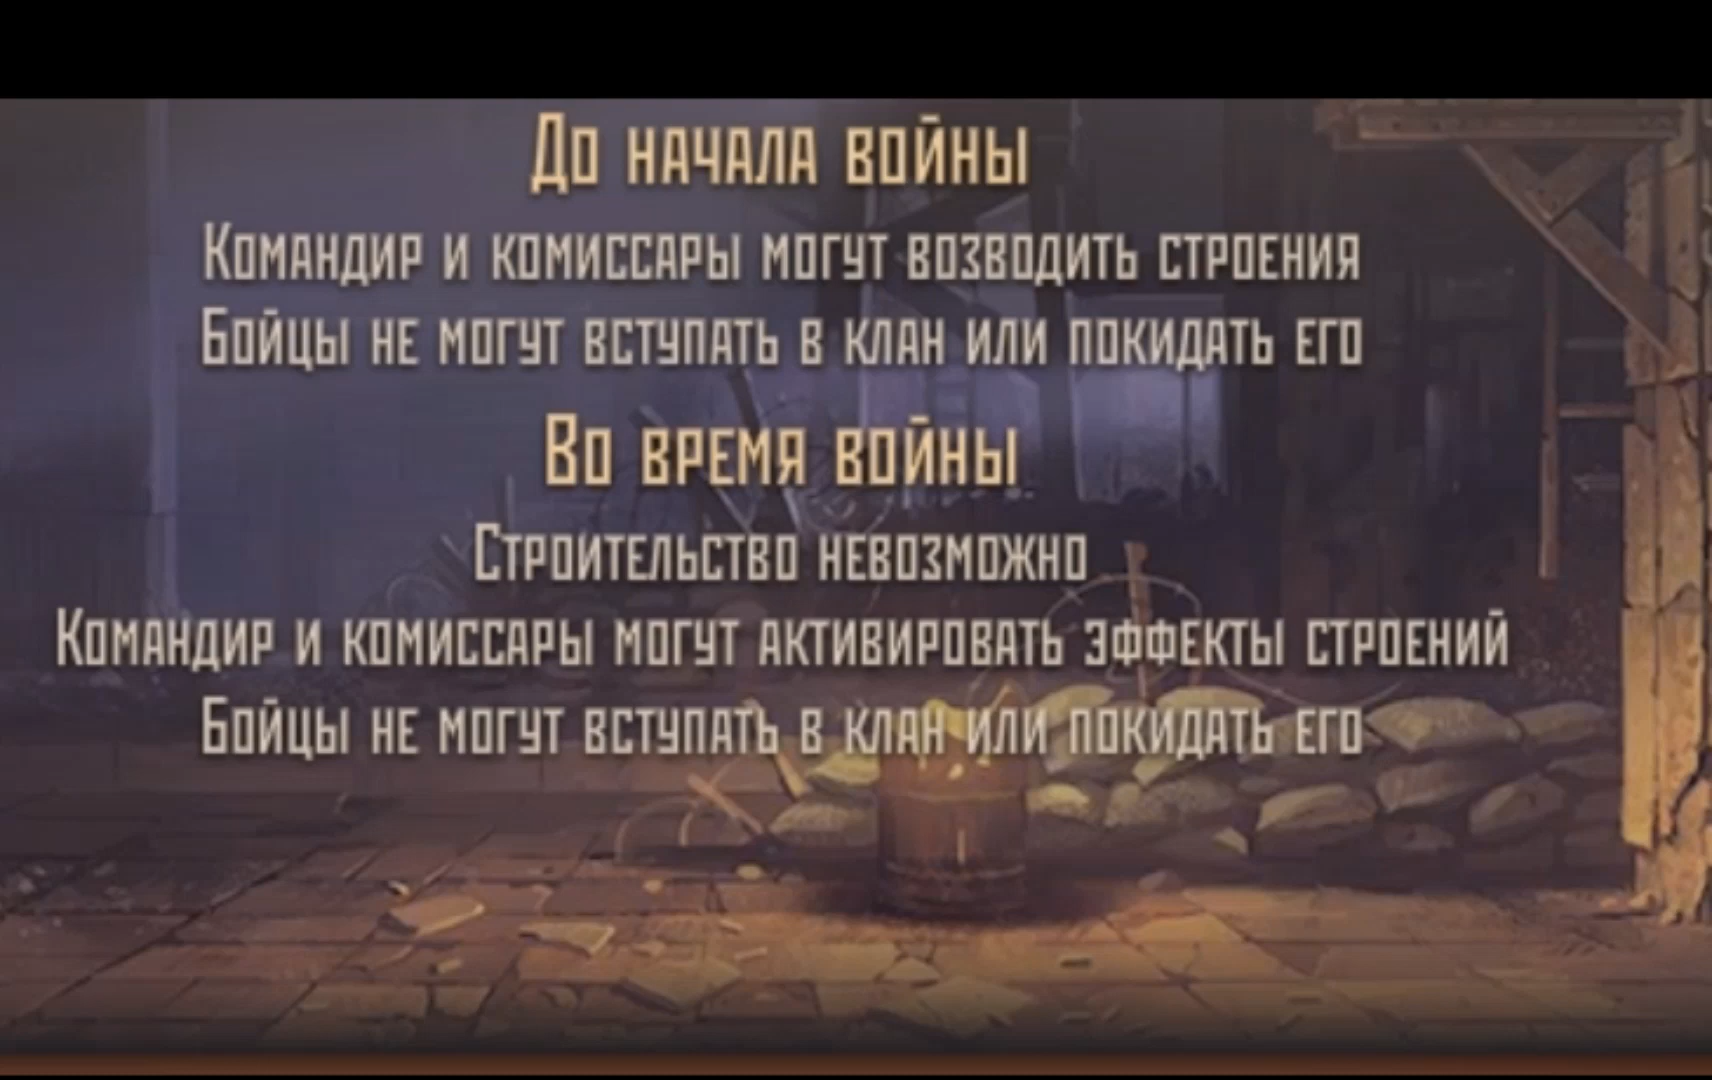 До начала войны
Командир и комиссары могут возводить строения
Бойцы не могут вступать в клан или покидать его
Во время войны
Строительство невозможно
Командир и комиссары могут активировать эффекты строений
Бойцы не могут вступать в клан или покидать его